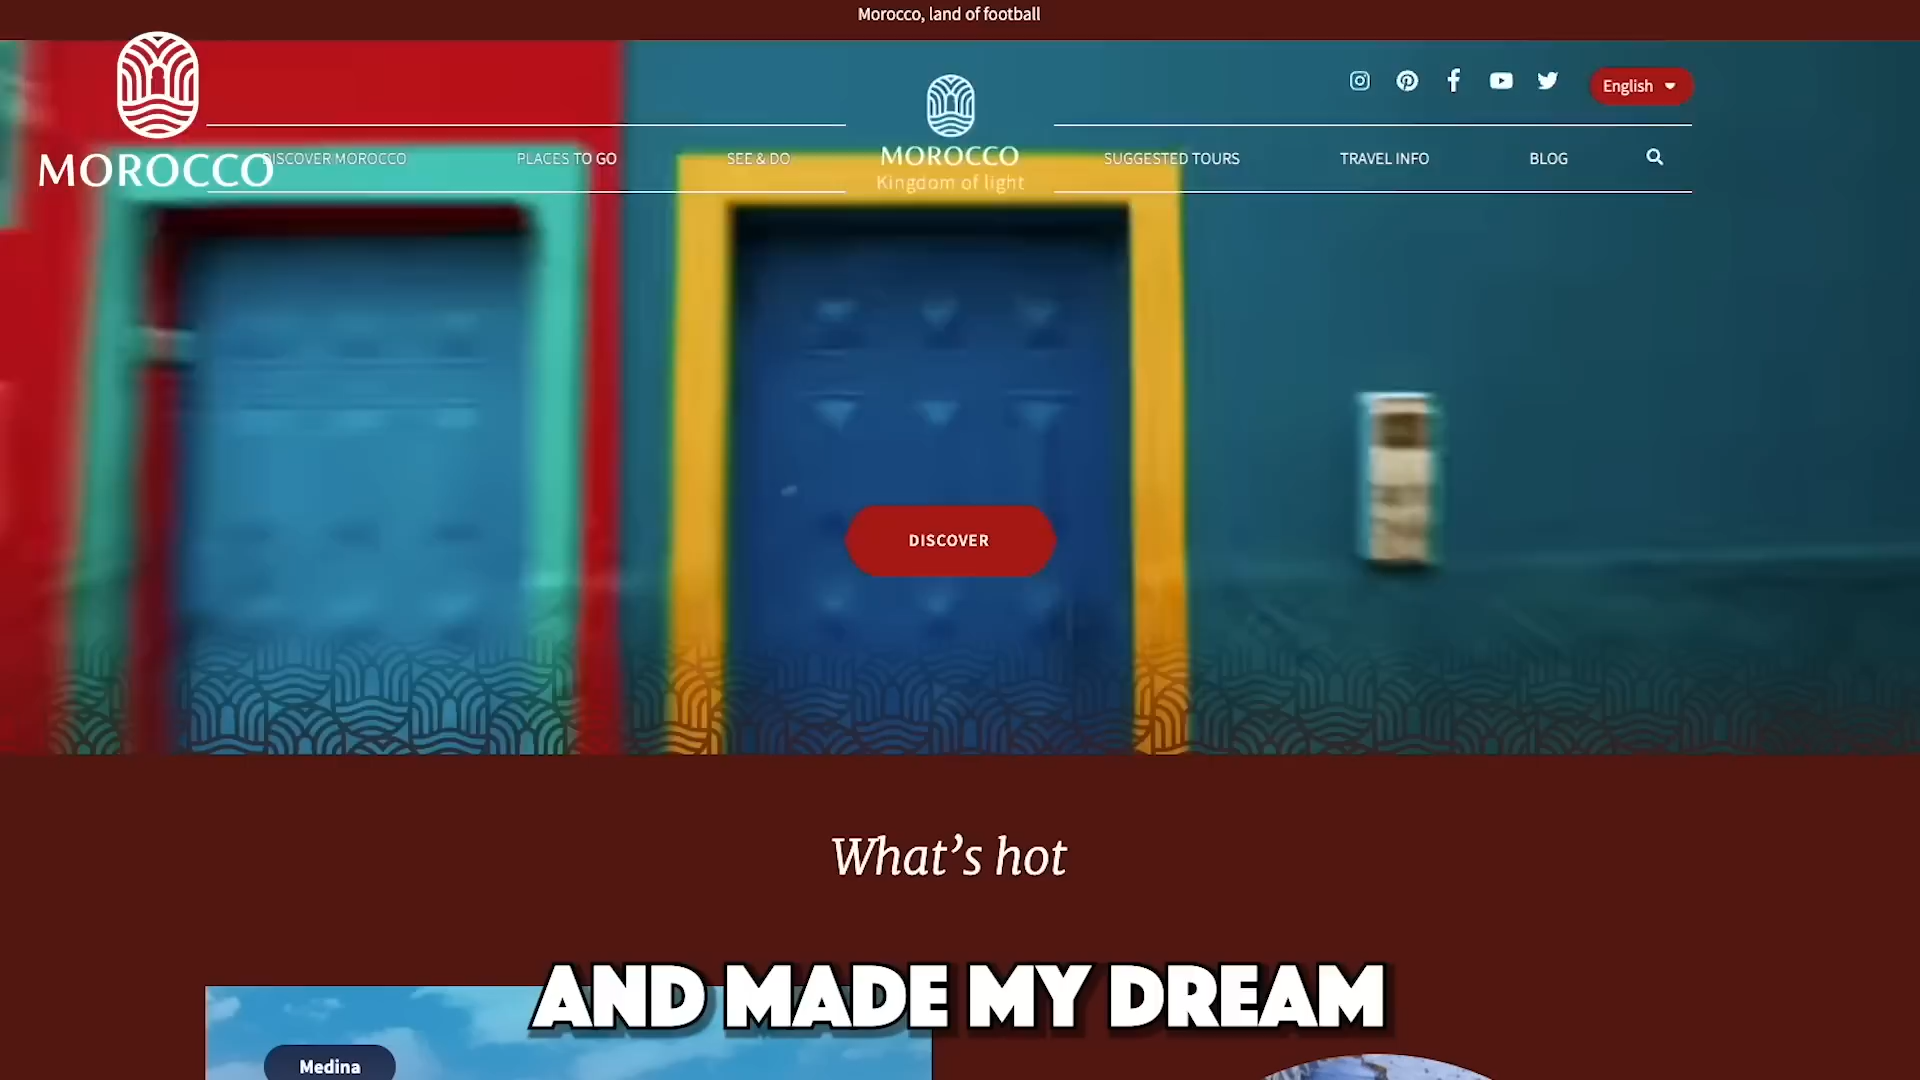 Morocco, land of football
English
MOROCCO
DISCOVER MOROCCO
PLACES TO GO
SEE & DO
MOROCCO
Kingdom of light
SUGGESTED TOURS
TRAVEL INFO
BLOG
DISCOVER
What's hot
AND MADE MY DREAM
Medina